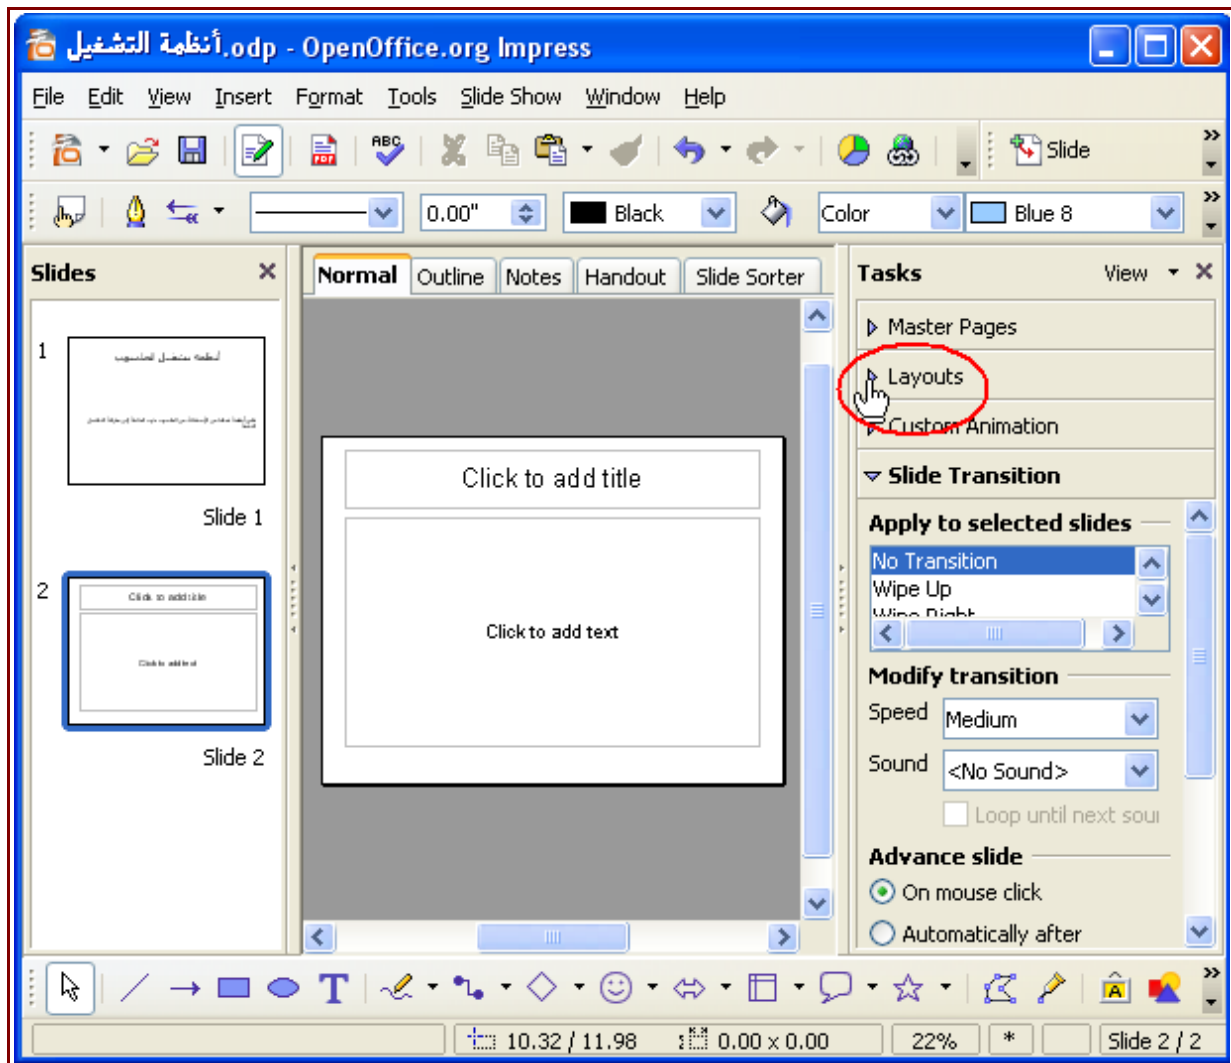 أنظمة التشغيل.odp - OpenOffice.org Impress
File Edit View Insert Format Tools Slide Show Window Help
ABC Slide
PDF
0.00" Black Color Blue 8
Slides
Normal Outline Notes Handout Slide Sorter
Tasks View
Master Pages
Layouts
Custom Animation
Slide Transition
Apply to selected slides
No Transition
Wipe Up
Wipe Right
Modify transition
Speed Medium
Sound <No Sound>
Loop until next sou
Advance slide
On mouse click
Automatically after
1
Slide 1
2
Click to add title
Click to add text
Slide 2
Click to add title
Click to add text
T A
10.32 / 11.98 0.00 x 0.00 22% * Slide 2 / 2